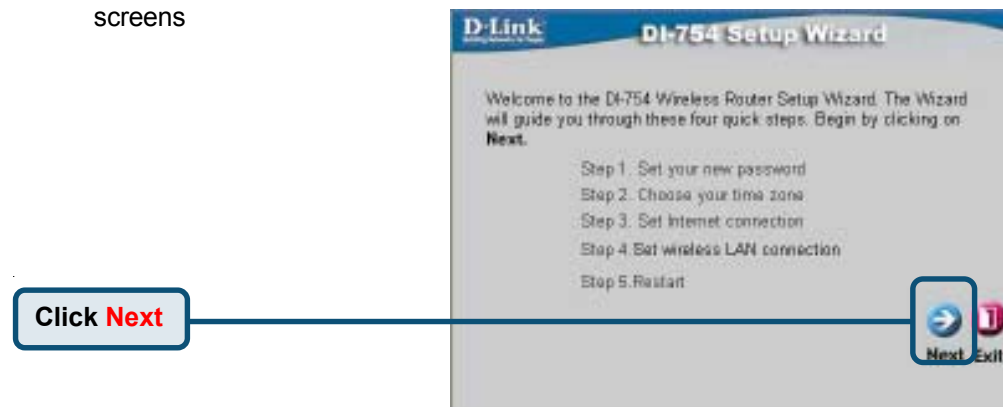 screens
D-Link
DI-754 Setup Wizard
Welcome to the DI-754 Wireless Router Setup Wizard. The Wizard
will guide you through these four quick steps. Begin by clicking on
Next.
Step 1. Set your new password
Step 2. Choose your time zone
Step 3. Set Internet connection
Step 4.Set wireless LAN connection
Step 5.Restart
Click Next
Next Exit